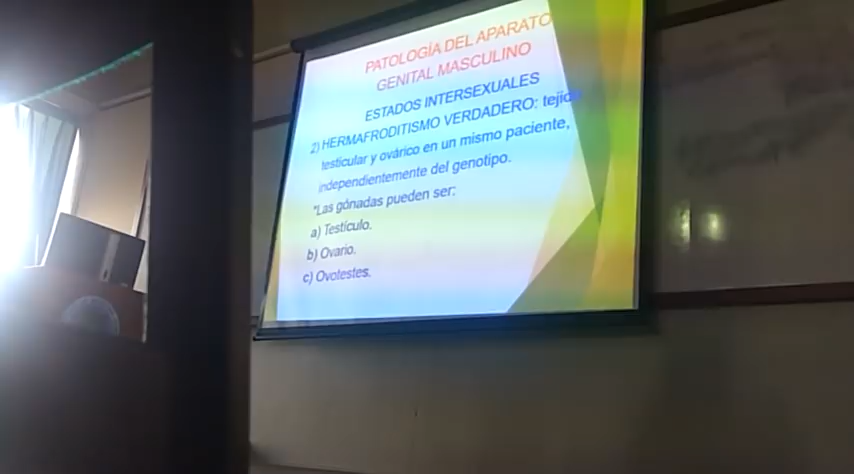 PATOLOGÍA DEL APARATO
GENITAL MASCULINO
ESTADOS INTERSEXUALES
2) HERMAFRODITISMO VERDADERO: tejido
testicular y ovárico en un mismo paciente,
independientemente del genotipo.
*Las gónadas pueden ser:
a) Testículo.
b) Ovario.
c) Ovotestes.